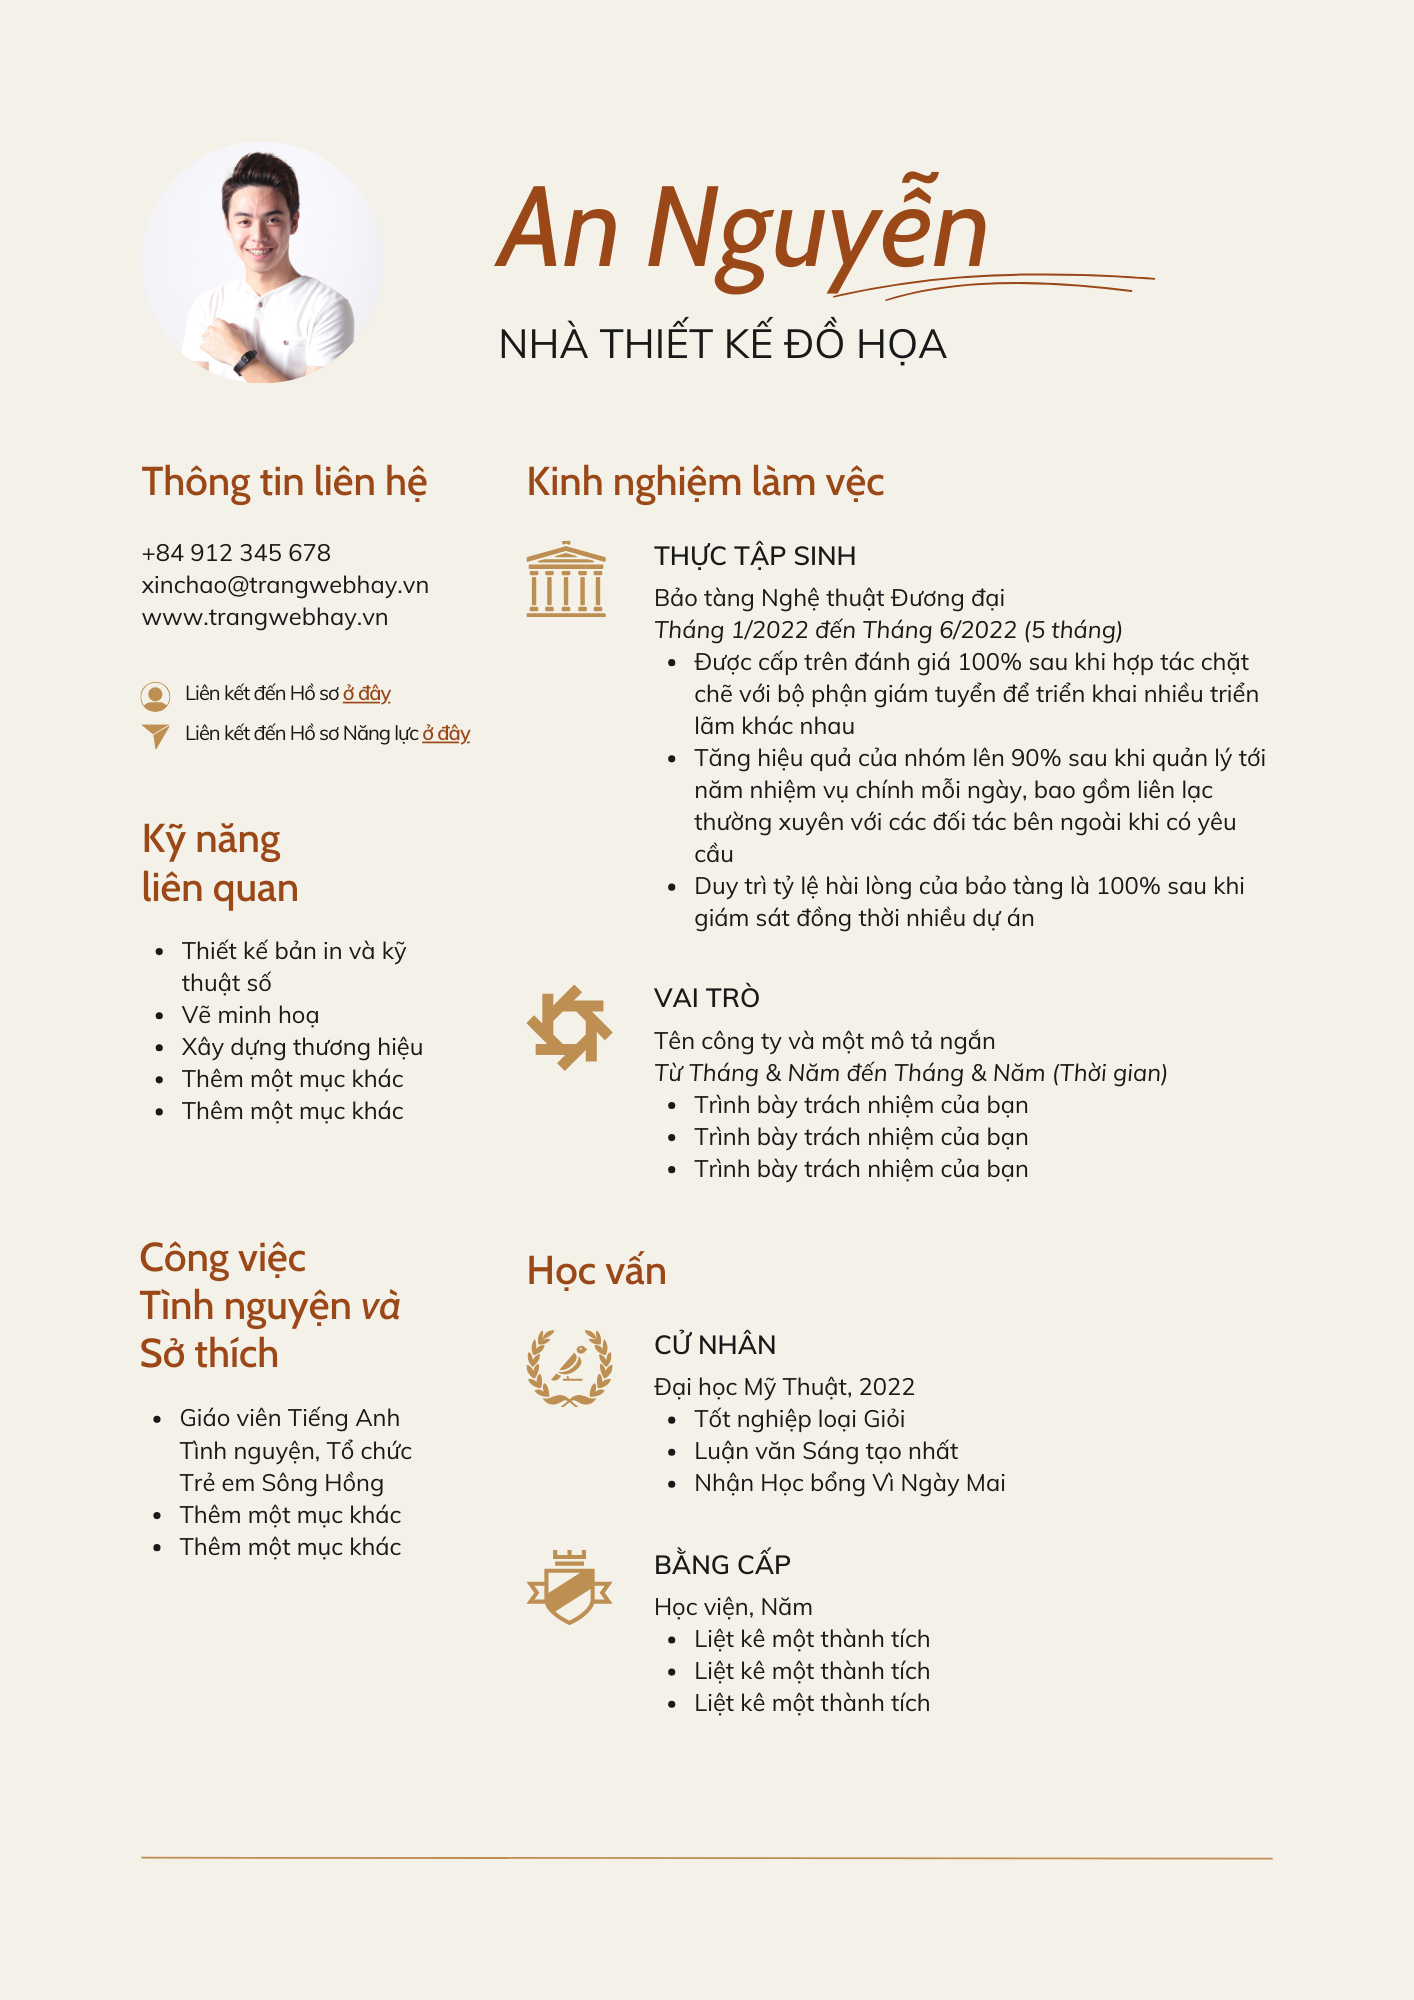 An Nguyễn
NHÀ THIẾT KẾ ĐỒ HỌA
Thông tin liên hệ
+84 912 345 678
xinchao@trangwebhay.vn
www.trangwebhay.vn
Liên kết đến Hồ sơ ở đây
Liên kết đến Hồ sơ Năng lực ở đây
Kỹ năng
liên quan
• Thiết kế bản in và kỹ
thuật số
• Vẽ minh hoạ
• Xây dựng thương hiệu
• Thêm một mục khác
• Thêm một mục khác
Công việc
Tình nguyện và
Sở thích
• Giáo viên Tiếng Anh
Tình nguyện, Tổ chức
Trẻ em Sông Hồng
• Thêm một mục khác
• Thêm một mục khác
Kinh nghiệm làm vệc
THỰC TẬP SINH
Bảo tàng Nghệ thuật Đương đại
Tháng 1/2022 đến Tháng 6/2022 (5 tháng)
• Được cấp trên đánh giá 100% sau khi hợp tác chặt
chẽ với bộ phận giám tuyển để triển khai nhiều triển
lãm khác nhau
• Tăng hiệu quả của nhóm lên 90% sau khi quản lý tới
năm nhiệm vụ chính mỗi ngày, bao gồm liên lạc
thường xuyên với các đối tác bên ngoài khi có yêu
cầu
• Duy trì tỷ lệ hài lòng của bảo tàng là 100% sau khi
giám sát đồng thời nhiều dự án
VAI TRÒ
Tên công ty và một mô tả ngắn
Từ Tháng & Năm đến Tháng & Năm (Thời gian)
• Trình bày trách nhiệm của bạn
• Trình bày trách nhiệm của bạn
• Trình bày trách nhiệm của bạn
Học vấn
CỬ NHÂN
Đại học Mỹ Thuật, 2022
• Tốt nghiệp loại Giỏi
• Luận văn Sáng tạo nhất
• Nhận Học bổng Vì Ngày Mai
BẰNG CẤP
Học viện, Năm
• Liệt kê một thành tích
• Liệt kê một thành tích
• Liệt kê một thành tích